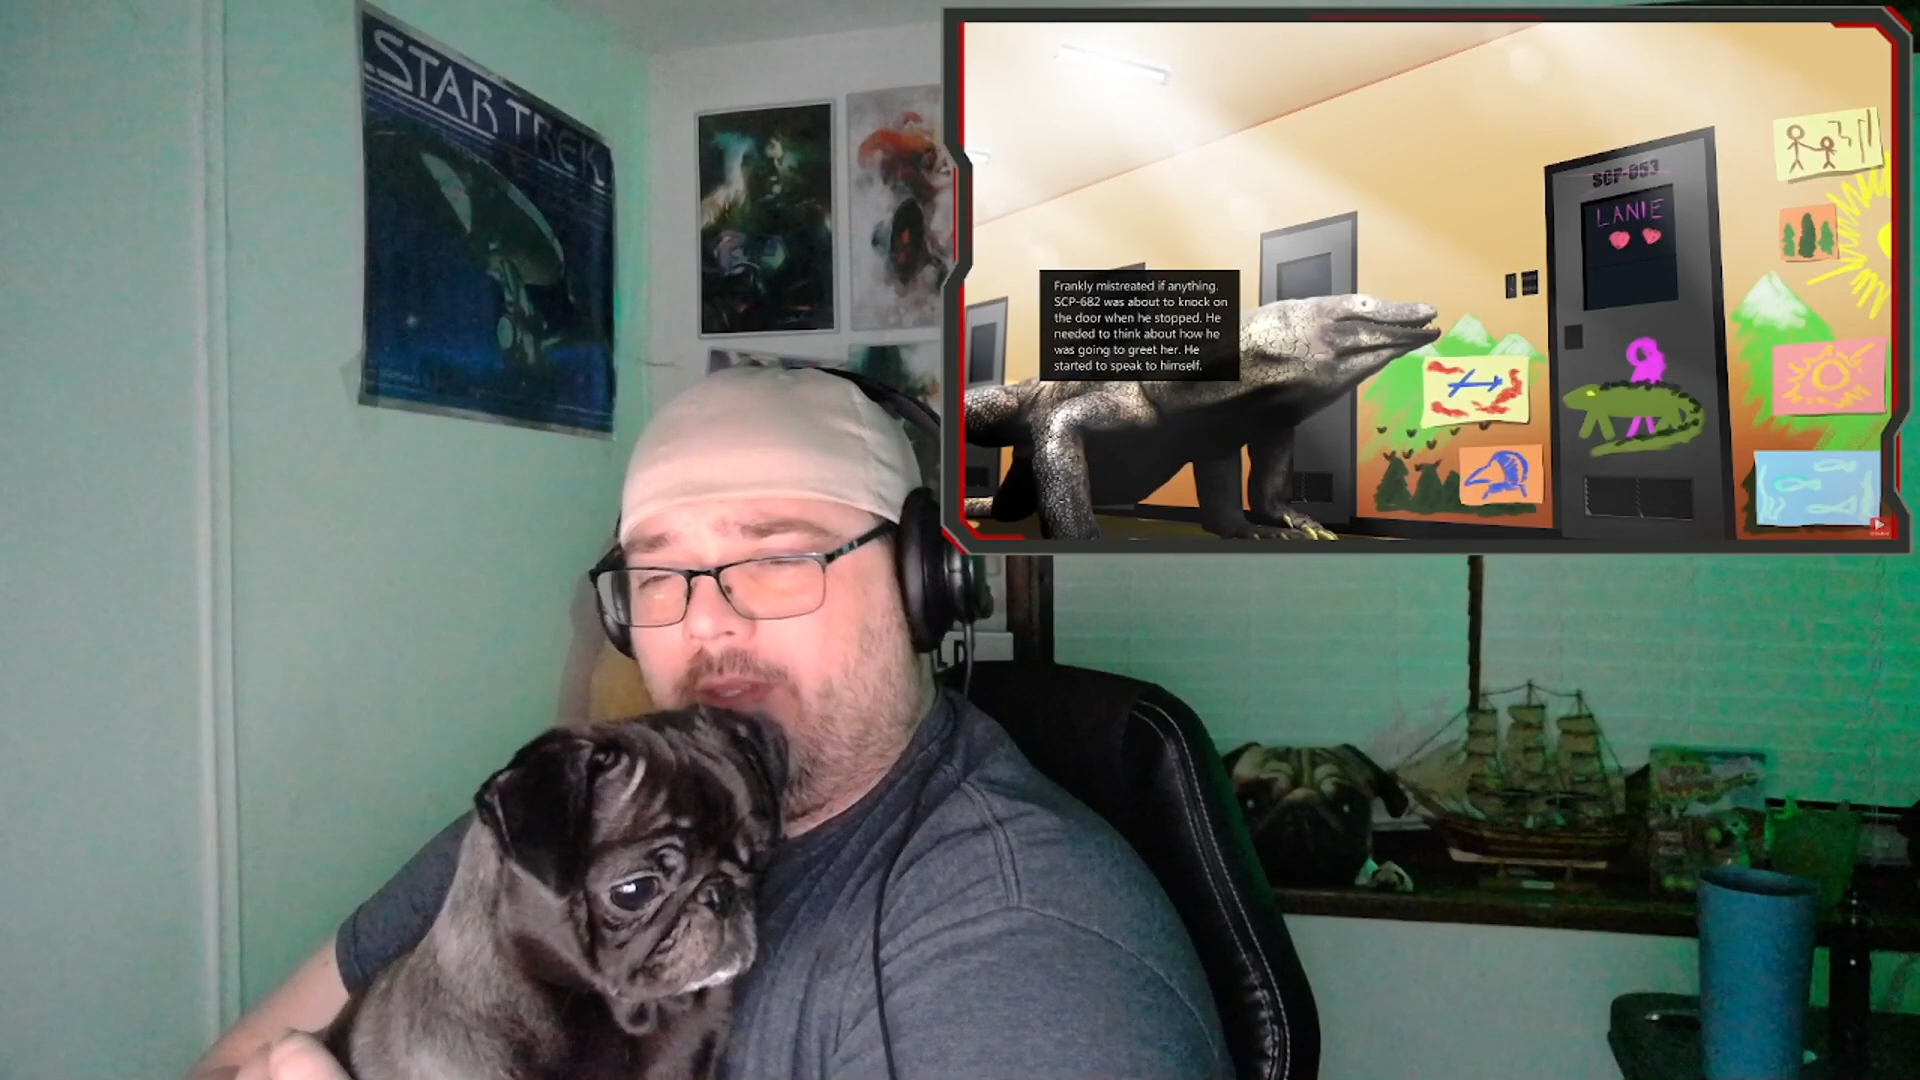 STAR TREK
SCP-053
LANIE
Frankly mistreated if anything.
SCP-682 was about to knock on
the door when he stopped. He
needed to think about how he
was going to greet her. He
started to speak to himself.